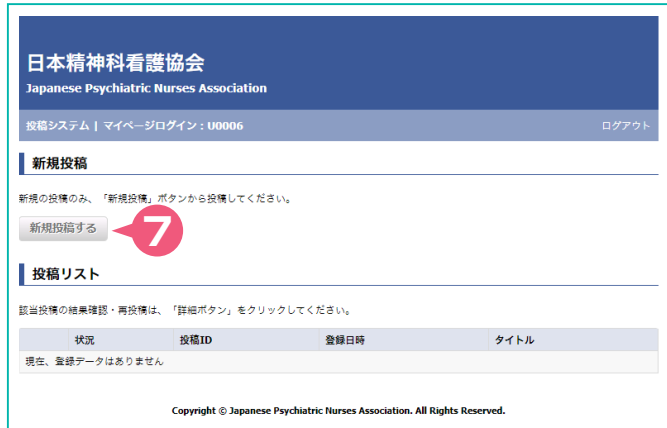 日本精神科看護協会
Japanese Psychiatric Nurses Association
投稿システム | マイページログイン：U0006 ログアウト
新規投稿
新規の投稿のみ、「新規投稿」ボタンから投稿してください。
新規投稿する 7
投稿リスト
該当投稿の結果確認・再投稿は、「詳細ボタン」をクリックしてください。
状況 投稿ID 登録日時 タイトル
現在、登録データはありません
Copyright © Japanese Psychiatric Nurses Association. All Rights Reserved.